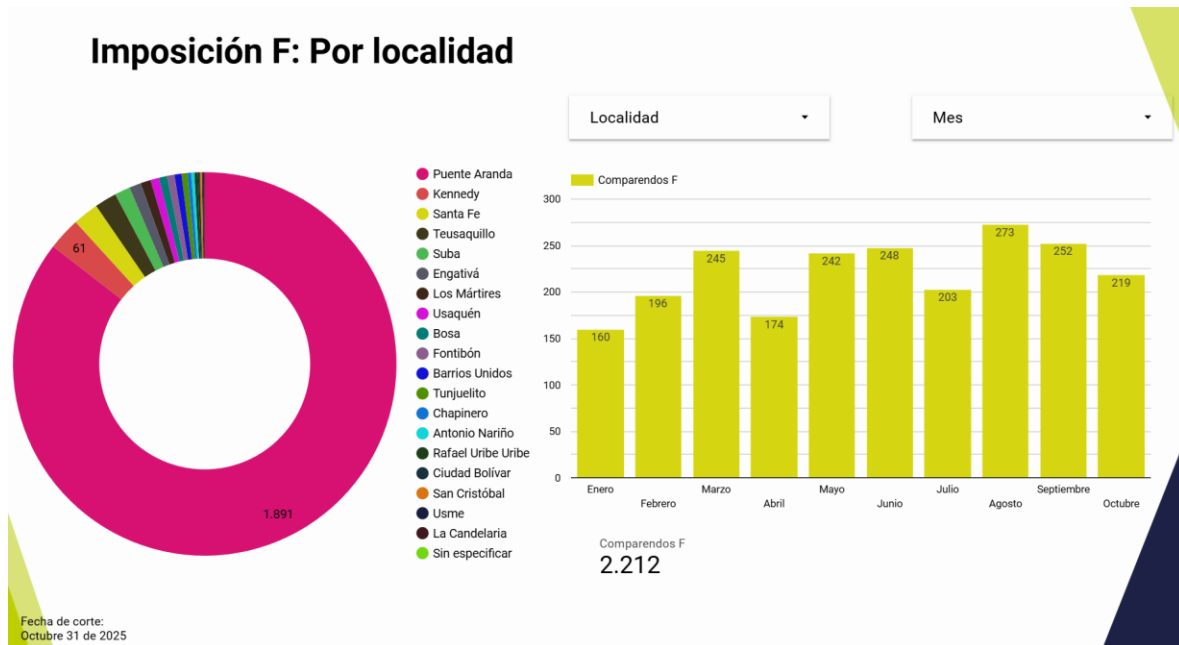 Imposición F: Por localidad
Localidad
Mes
61
1.891
Puente Aranda
Kennedy
Santa Fe
Teusaquillo
Suba
Engativá
Los Mártires
Usaquén
Bosa
Fontibón
Barrios Unidos
Tunjuelito
Chapinero
Antonio Nariño
Rafael Uribe Uribe
Ciudad Bolívar
San Cristóbal
Usme
La Candelaria
Sin especificar
Comparendos F
300
250
200
150
100
50
0
160
196
245
174
242
248
203
273
252
219
Enero
Febrero
Marzo
Abril
Mayo
Junio
Julio
Agosto
Septiembre
Octubre
Comparendos F
2.212
Fecha de corte:
Octubre 31 de 2025